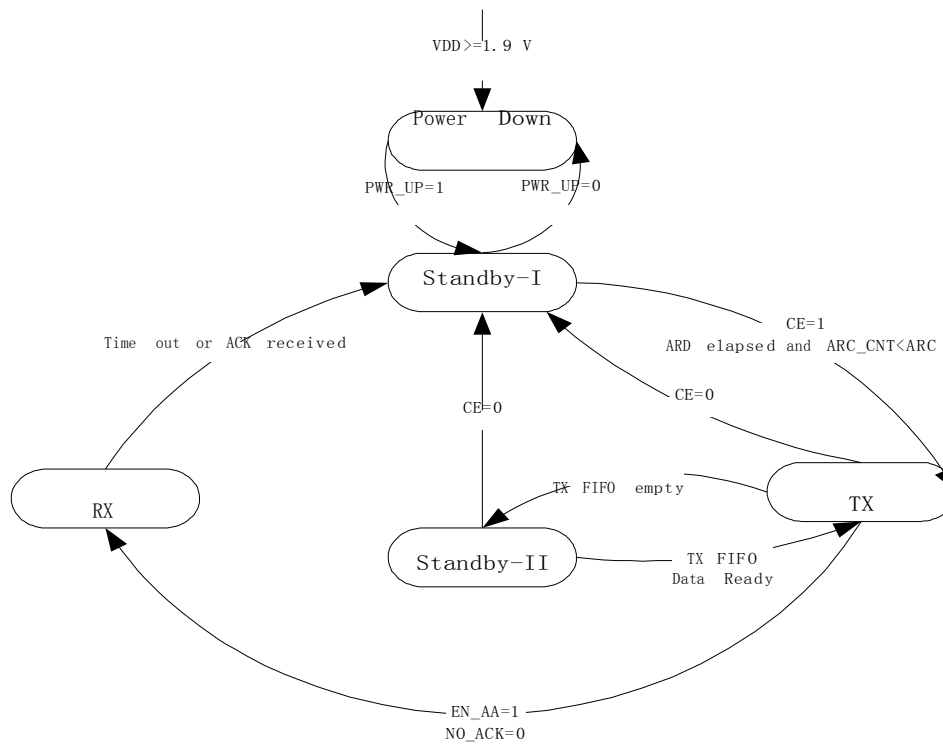 VDD>=1.9 V
Power Down
PWR_UP=1
PWR_UP=0
Standby-I
CE=1
ARD elapsed and ARC_CNT<ARC
Time out or ACK received
CE=0
CE=0
TX FIFO empty
RX
TX
Standby-II
TX FIFO
Data Ready
EN_AA=1
NO_ACK=0